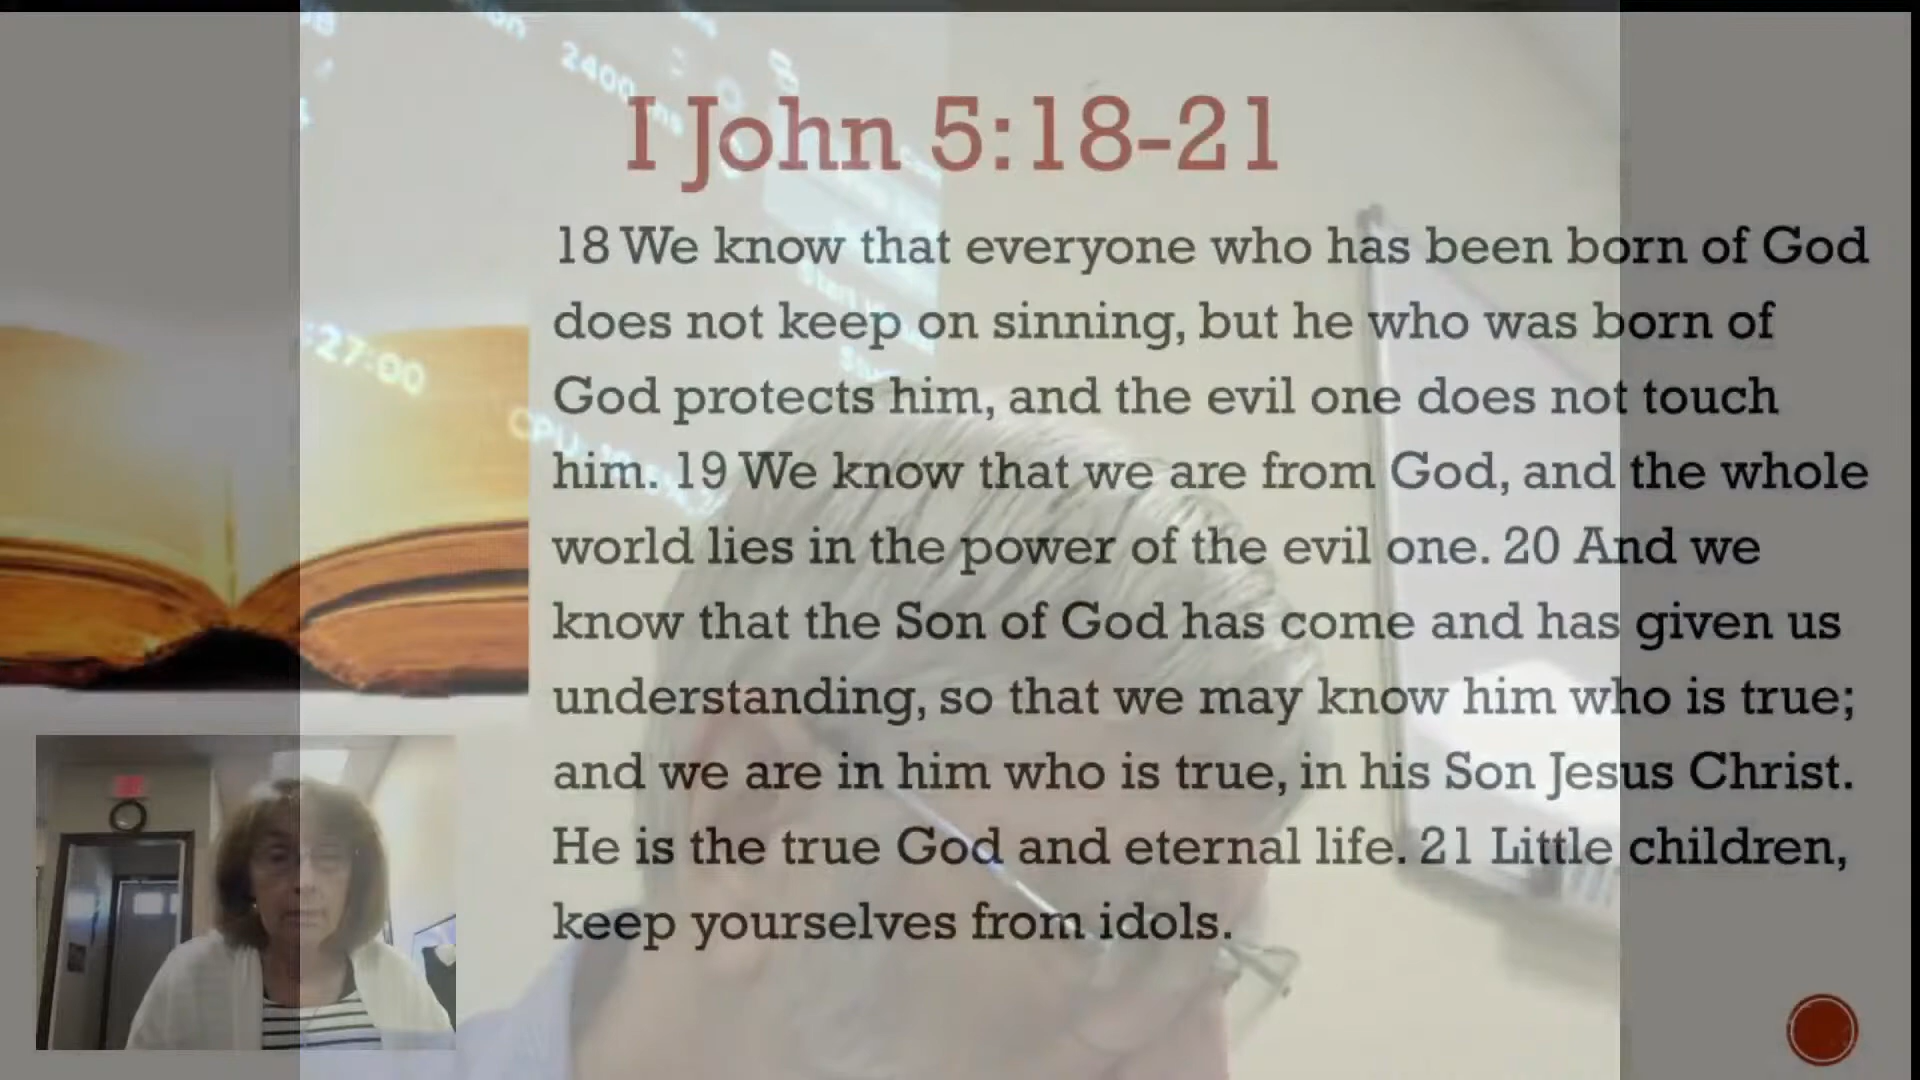 2400 ms
I John 5:18-21
18 We know that everyone who has been born of God
does not keep on sinning, but he who was born of
God protects him, and the evil one does not touch
him. 19 We know that we are from God, and the whole
world lies in the power of the evil one. 20 And we
know that the Son of God has come and has given us
understanding, so that we may know him who is true;
and we are in him who is true, in his Son Jesus Christ.
He is the true God and eternal life. 21 Little children,
keep yourselves from idols.
:27:00
CPU: